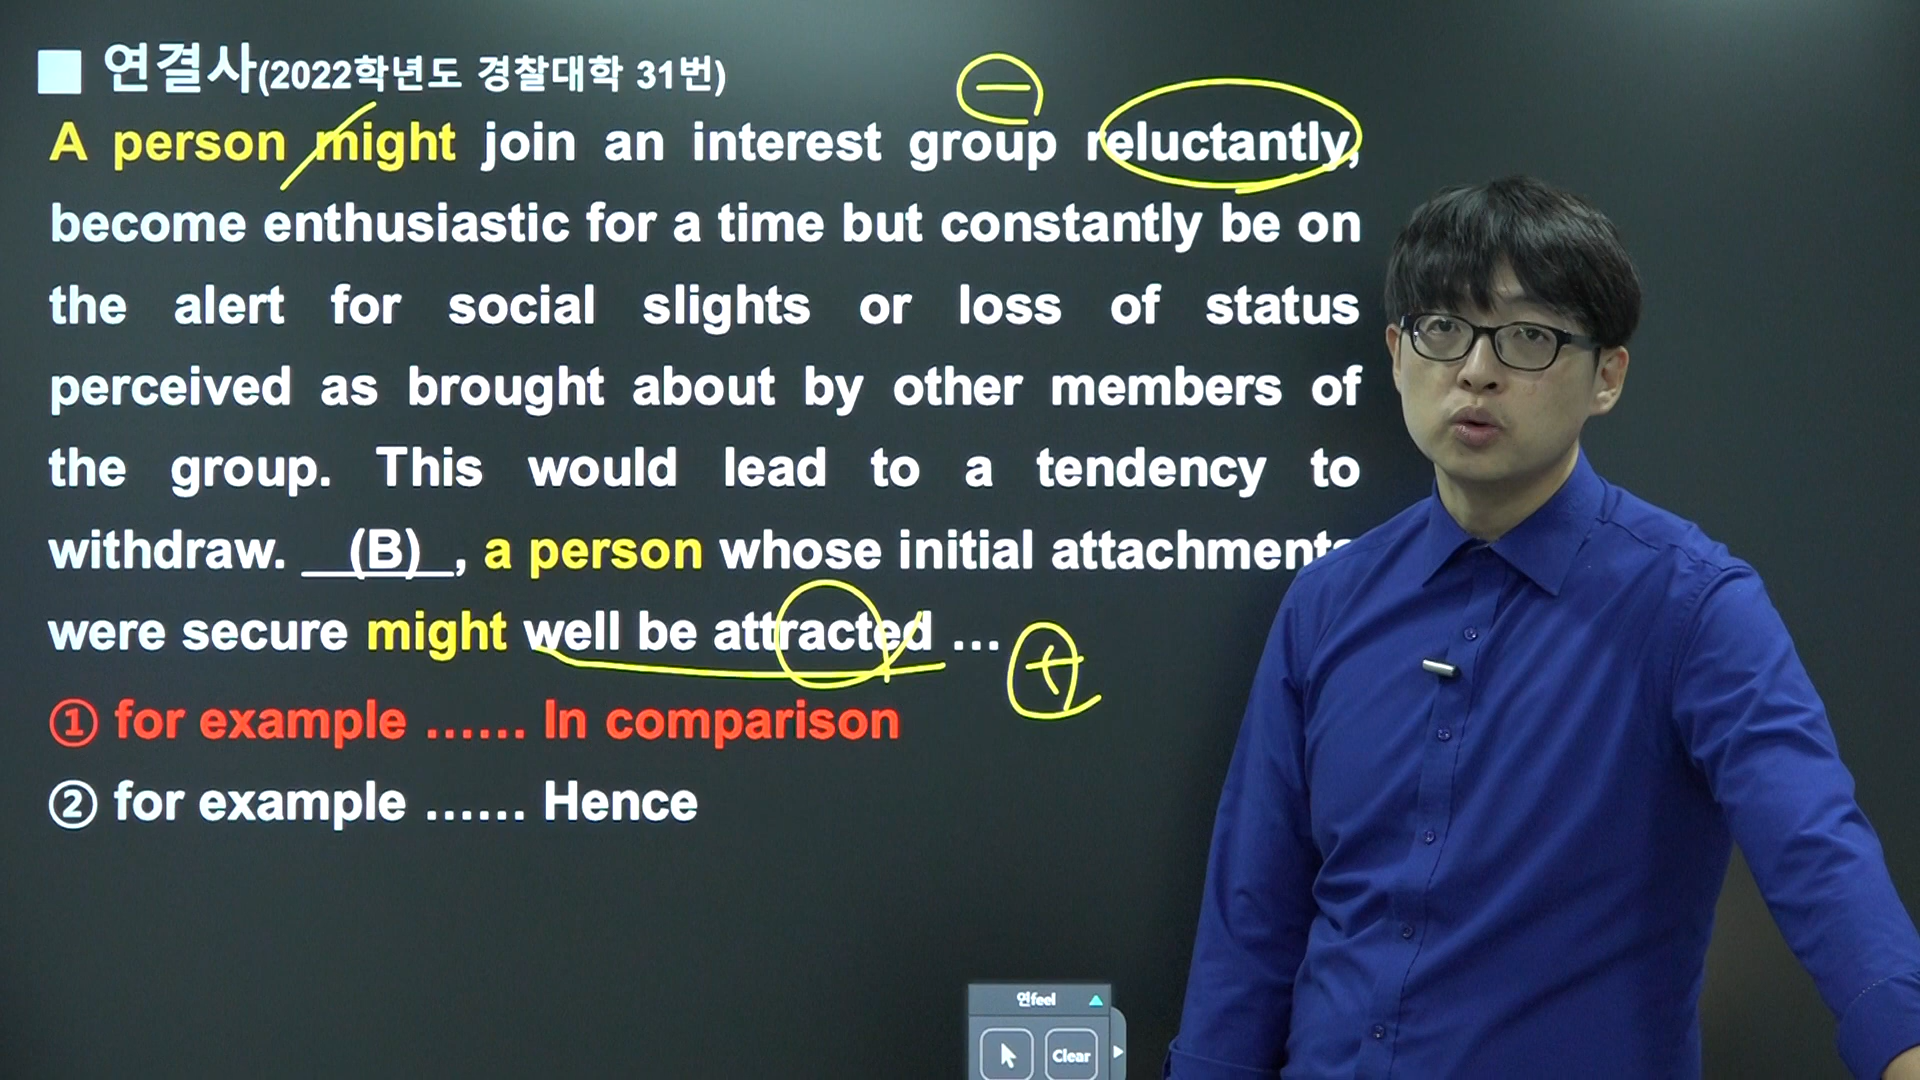 ■ 연결사(2022학년도 경찰대학 31번)
A person might join an interest group reluctantly,
become enthusiastic for a time but constantly be on
the alert for social slights or loss of status
perceived as brought about by other members of
the group. This would lead to a tendency to
withdraw. __(B)__, a person whose initial attachments
were secure might well be attracted …
① for example …… In comparison
② for example …… Hence
연feel
Clear